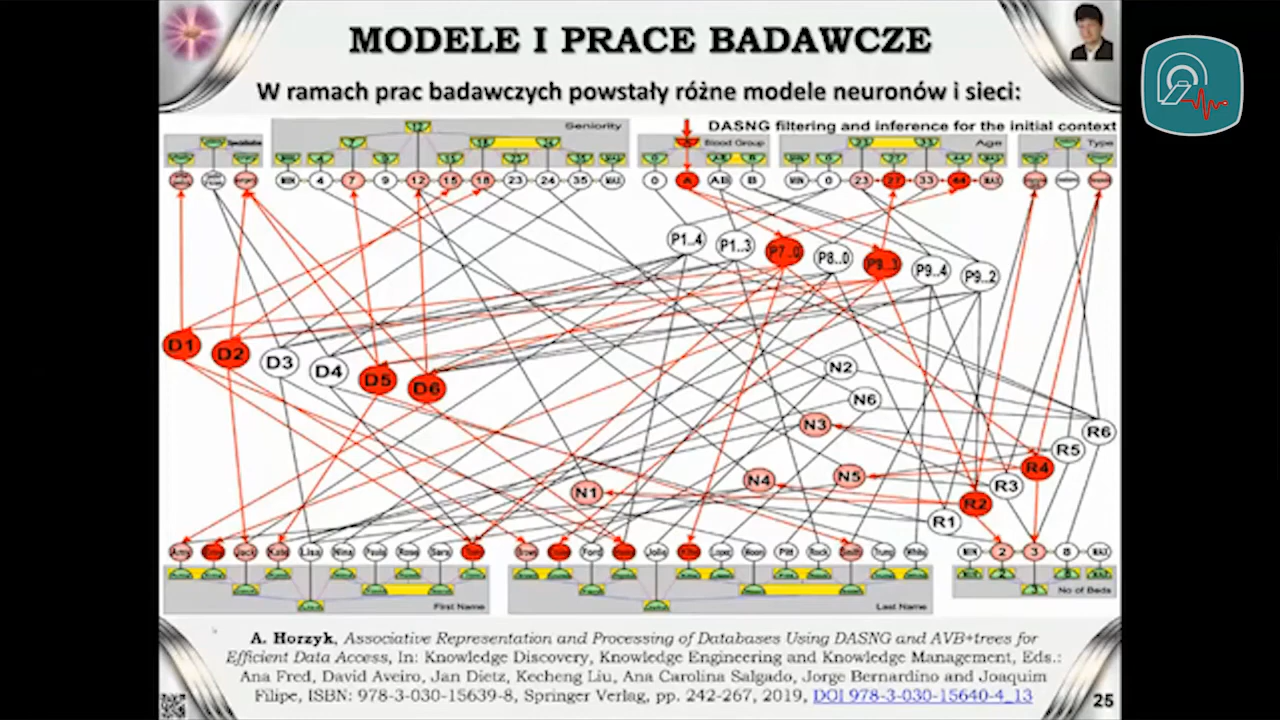 MODELE I PRACE BADAWCZE
W ramach prac badawczych powstały różne modele neuronów i sieci:
DASNG filtering and inference for the initial context
Seniority
Blood Group
Age
Type
MIN 4 7 9 12 15 18 23 24 35 MAX
0 A AB B
MIN 0 23 27 33 44 MAX
P1..4 P1..3 P7..0 P8..0 P9..3 P9..4 P9..2
D1 D2 D3 D4 D5 D6
N2
N6
N3
R6
R5
R4
N5
N4
R3
N1
R2
R1
Amy Jack Kate Lisa Nina Paula Rose Sara Tom
Brown Ford Jolie Lopez Moon Pitt Rock Smith Trump White
MIN 2 3 8 MAX
First Name
Last Name
No of Beds
A. Horzyk, Associative Representation and Processing of Databases Using DASNG and AVB+trees for
Efficient Data Access, In: Knowledge Discovery, Knowledge Engineering and Knowledge Management, Eds.:
Ana Fred, David Aveiro, Jan Dietz, Kecheng Liu, Ana Carolina Salgado, Jorge Bernardino and Joaquim
Filipe, ISBN: 978-3-030-15639-8, Springer Verlag, pp. 242-267, 2019, DOI 978-3-030-15640-4_13
25